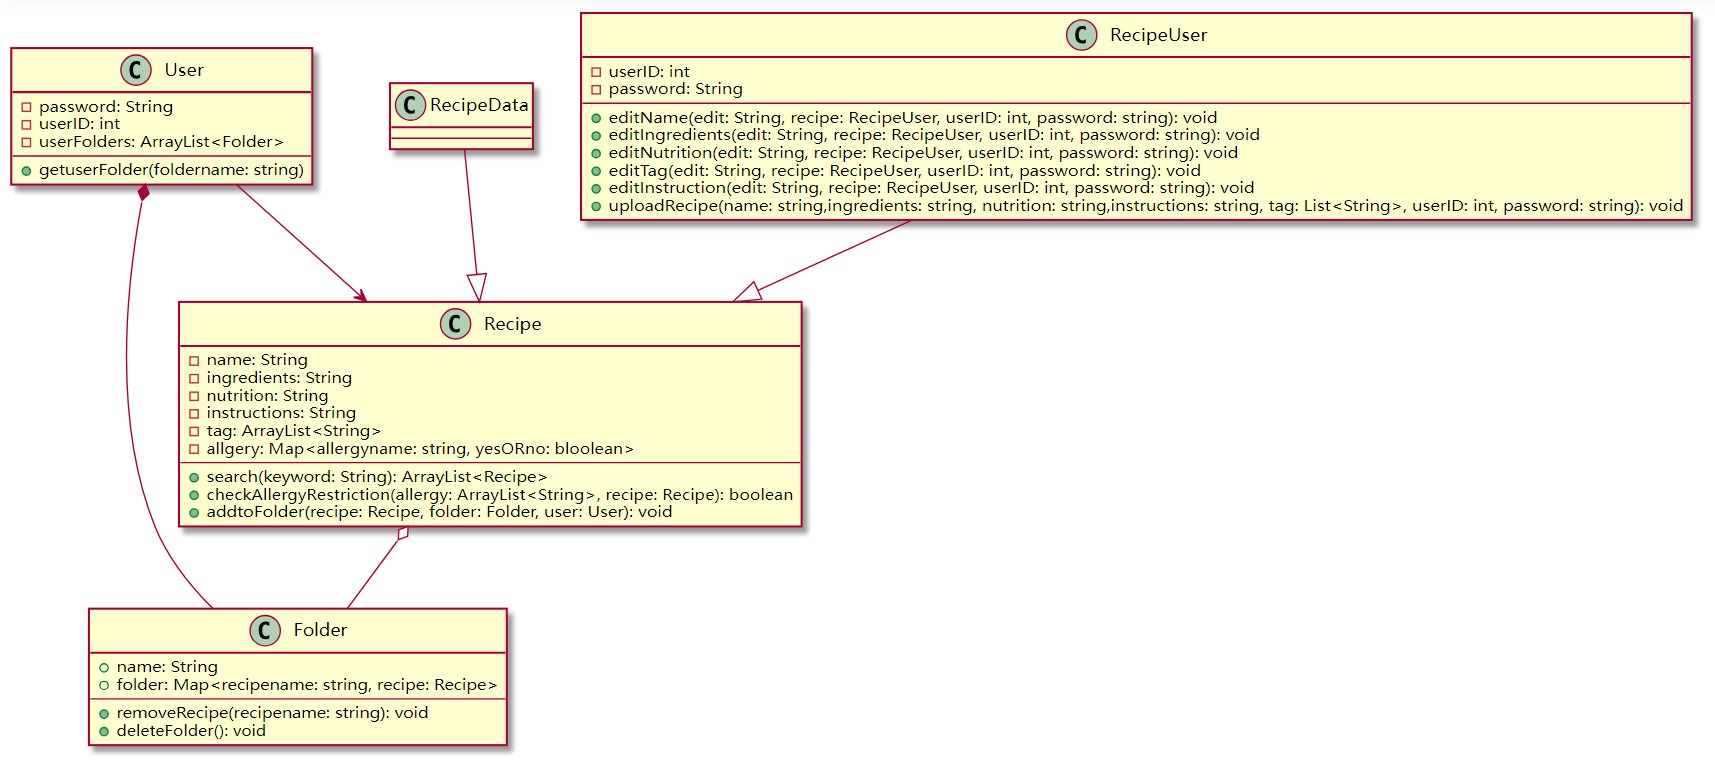 C User
password: String
userID: int
userFolders: ArrayList<Folder>
getuserFolder(foldername: string)
C RecipeData
C RecipeUser
userID: int
password: String
editName(edit: String, recipe: RecipeUser, userID: int, password: string): void
editIngredients(edit: String, recipe: RecipeUser, userID: int, password: string): void
editNutrition(edit: String, recipe: RecipeUser, userID: int, password: string): void
editTag(edit: String, recipe: RecipeUser, userID: int, password: string): void
editInstruction(edit: String, recipe: RecipeUser, userID: int, password: string): void
uploadRecipe(name: string,ingredients: string, nutrition: string,instructions: string, tag: List<String>, userID: int, password: string): void
C Recipe
name: String
ingredients: String
nutrition: String
instructions: String
tag: ArrayList<String>
allgery: Map<allergyname: string, yesORno: bloolean>
search(keyword: String): ArrayList<Recipe>
checkAllergyRestriction(allergy: ArrayList<String>, recipe: Recipe): boolean
addtoFolder(recipe: Recipe, folder: Folder, user: User): void
C Folder
name: String
folder: Map<recipename: string, recipe: Recipe>
removeRecipe(recipename: string): void
deleteFolder(): void